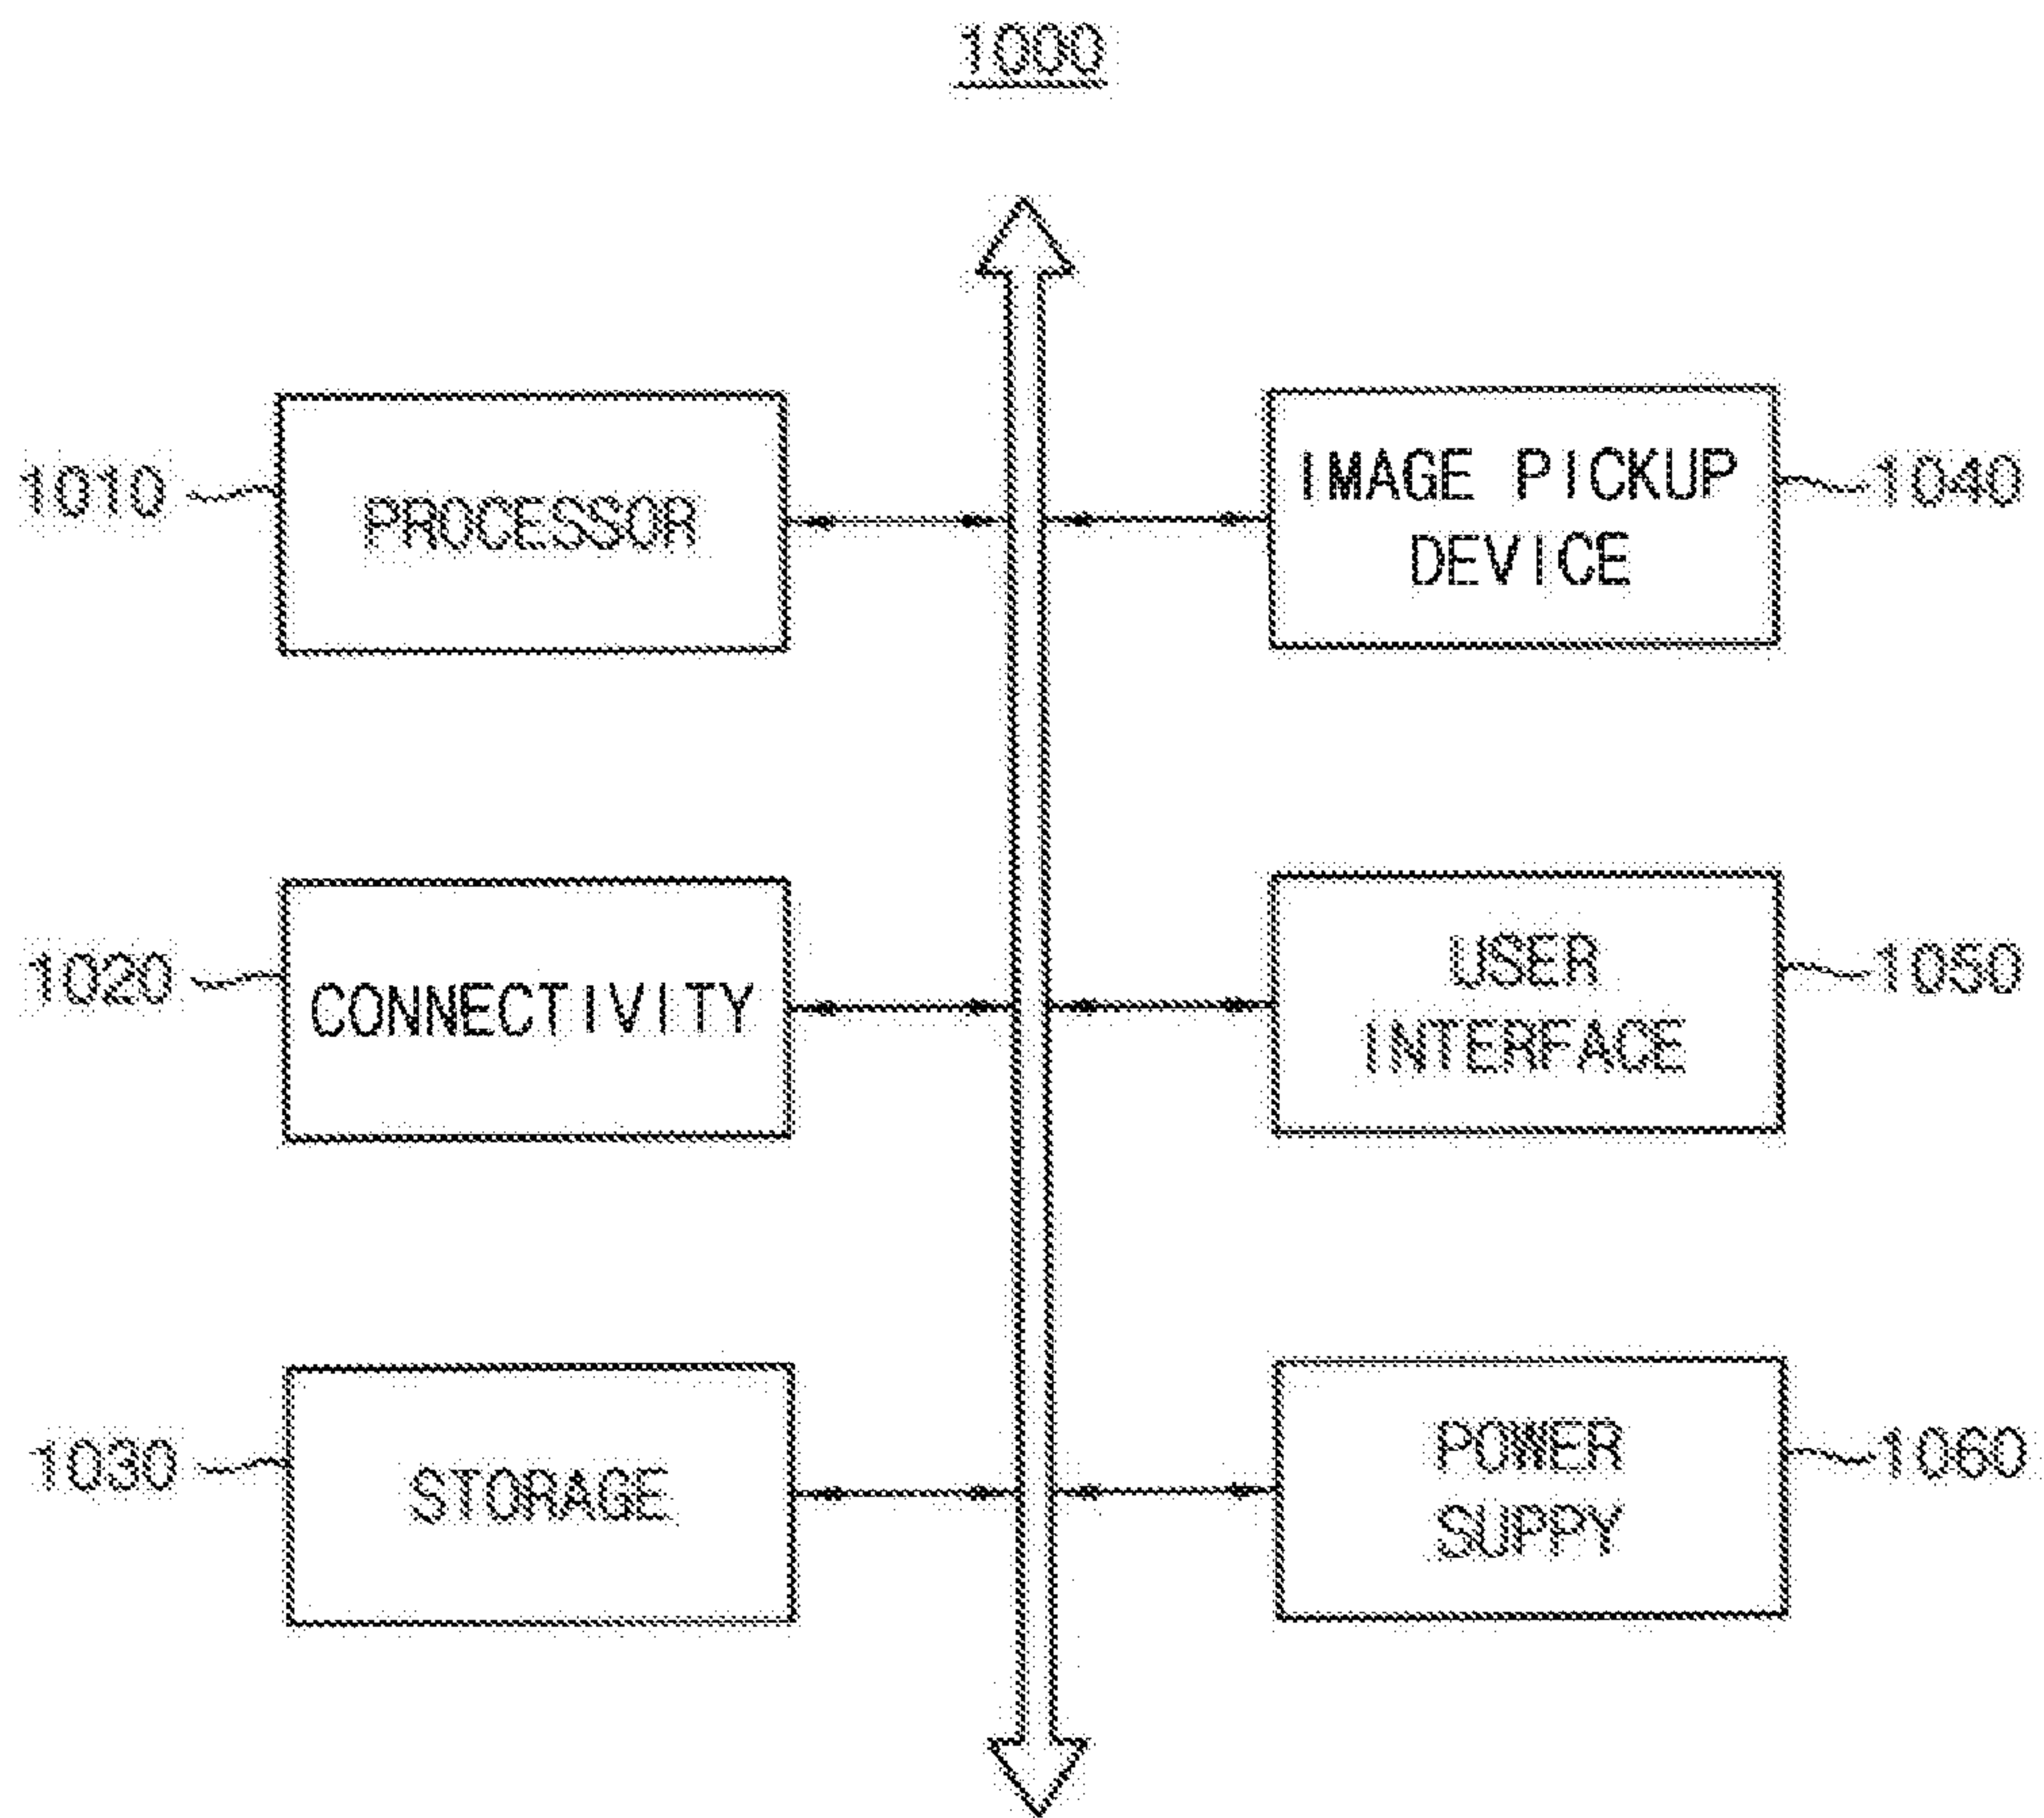 1000
1010
PROCESSOR
IMAGE PICKUP
DEVICE
1040
1020
CONNECTIVITY
USER
INTERFACE
1050
1030
STORAGE
POWER
SUPPY
1060